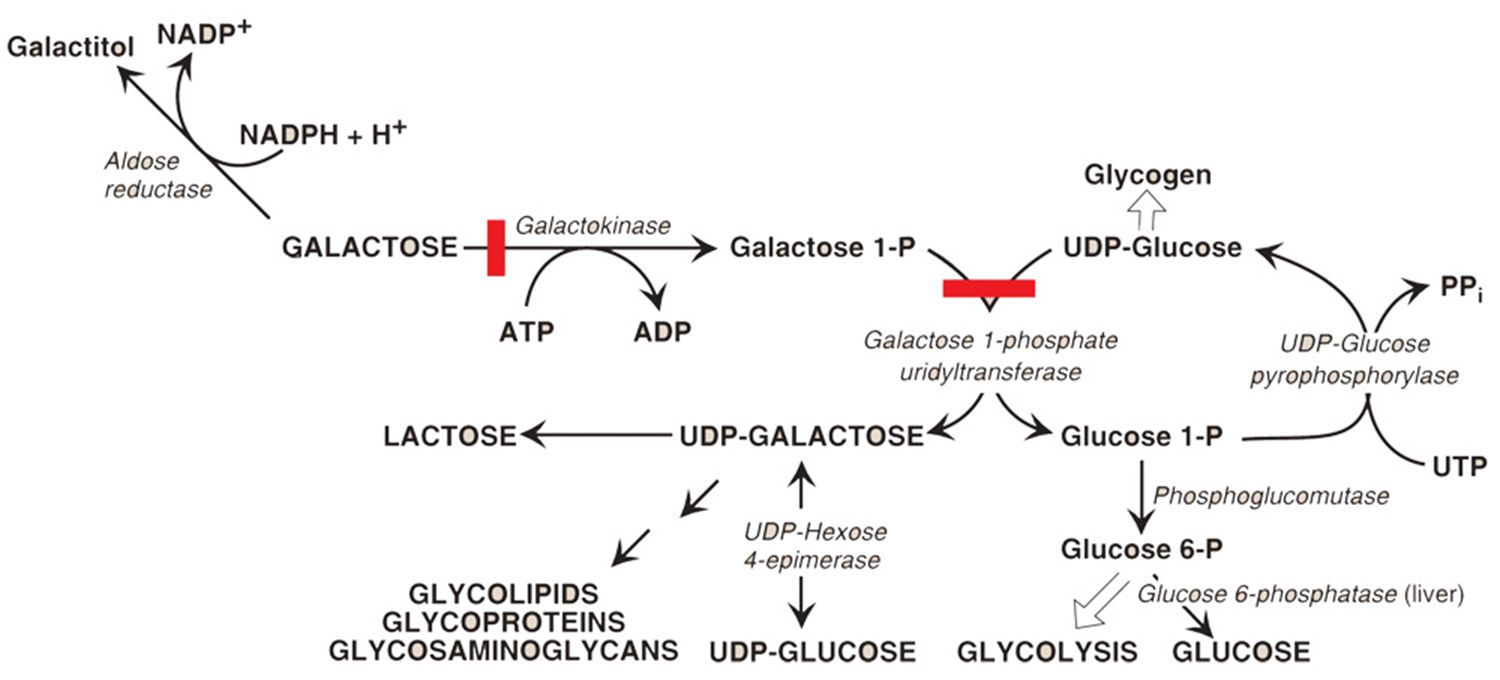 Galactitol
NADP+
NADPH + H+
Aldose
reductase
GALACTOSE
Galactokinase
ATP
ADP
Galactose 1-P
Glycogen
UDP-Glucose
PPi
Galactose 1-phosphate
uridyltransferase
UDP-Glucose
pyrophosphorylase
LACTOSE
UDP-GALACTOSE
Glucose 1-P
UTP
Phosphoglucomutase
UDP-Hexose
4-epimerase
Glucose 6-P
Glucose 6-phosphatase (liver)
GLYCOLIPIDS
GLYCOPROTEINS
GLYCOSAMINOGLYCANS
UDP-GLUCOSE
GLYCOLYSIS
GLUCOSE